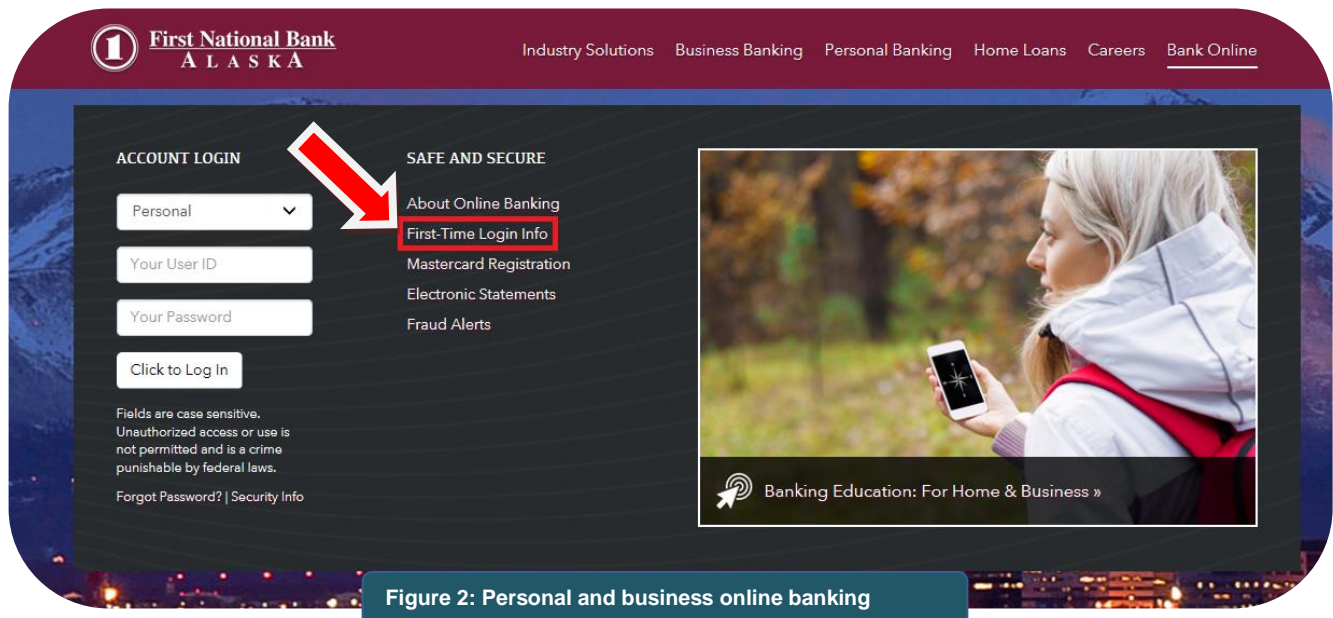 1 First National Bank
ALASKA
Industry Solutions Business Banking Personal Banking Home Loans Careers Bank Online
ACCOUNT LOGIN
Personal
Your User ID
Your Password
Click to Log In
Fields are case sensitive.
Unauthorized access or use is
not permitted and is a crime
punishable by federal laws.
Forgot Password? | Security Info
SAFE AND SECURE
About Online Banking
First-Time Login Info
Mastercard Registration
Electronic Statements
Fraud Alerts
Banking Education: For Home & Business »
Figure 2: Personal and business online banking